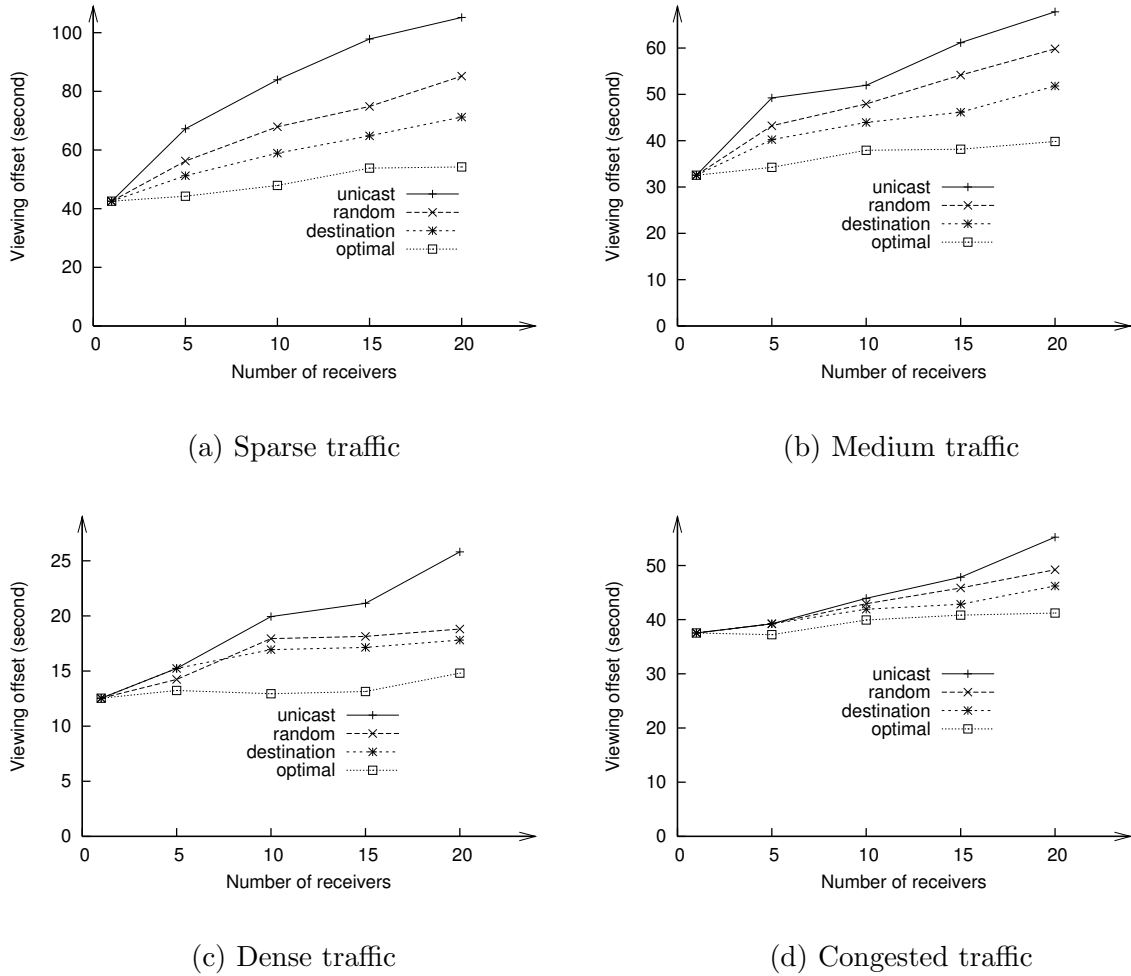 100
80
60
40
20
0
Viewing offset (second)
unicast
random
destination
optimal
0 5 10 15 20
Number of receivers
(a) Sparse traffic
60
50
40
30
20
10
0
Viewing offset (second)
unicast
random
destination
optimal
0 5 10 15 20
Number of receivers
(b) Medium traffic
25
20
15
10
5
0
Viewing offset (second)
unicast
random
destination
optimal
0 5 10 15 20
Number of receivers
(c) Dense traffic
50
40
30
20
10
0
Viewing offset (second)
unicast
random
destination
optimal
0 5 10 15 20
Number of receivers
(d) Congested traffic